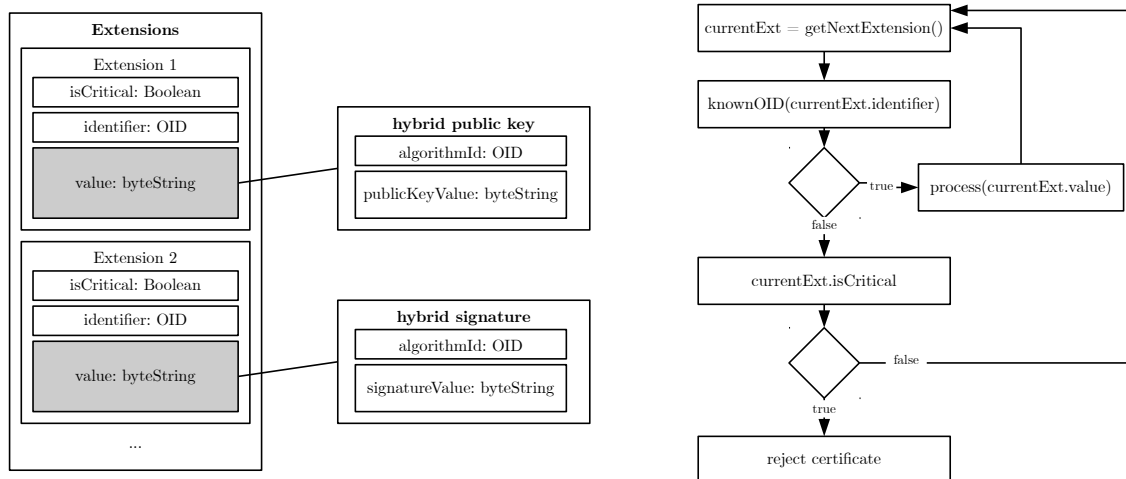 Extensions
Extension 1
isCritical: Boolean
identifier: OID
value: byteString
Extension 2
isCritical: Boolean
identifier: OID
value: byteString
...
hybrid public key
algorithmId: OID
publicKeyValue: byteString
hybrid signature
algorithmId: OID
signatureValue: byteString
currentExt = getNextExtension()
knownOID(currentExt.identifier)
true
process(currentExt.value)
false
currentExt.isCritical
false
true
reject certificate